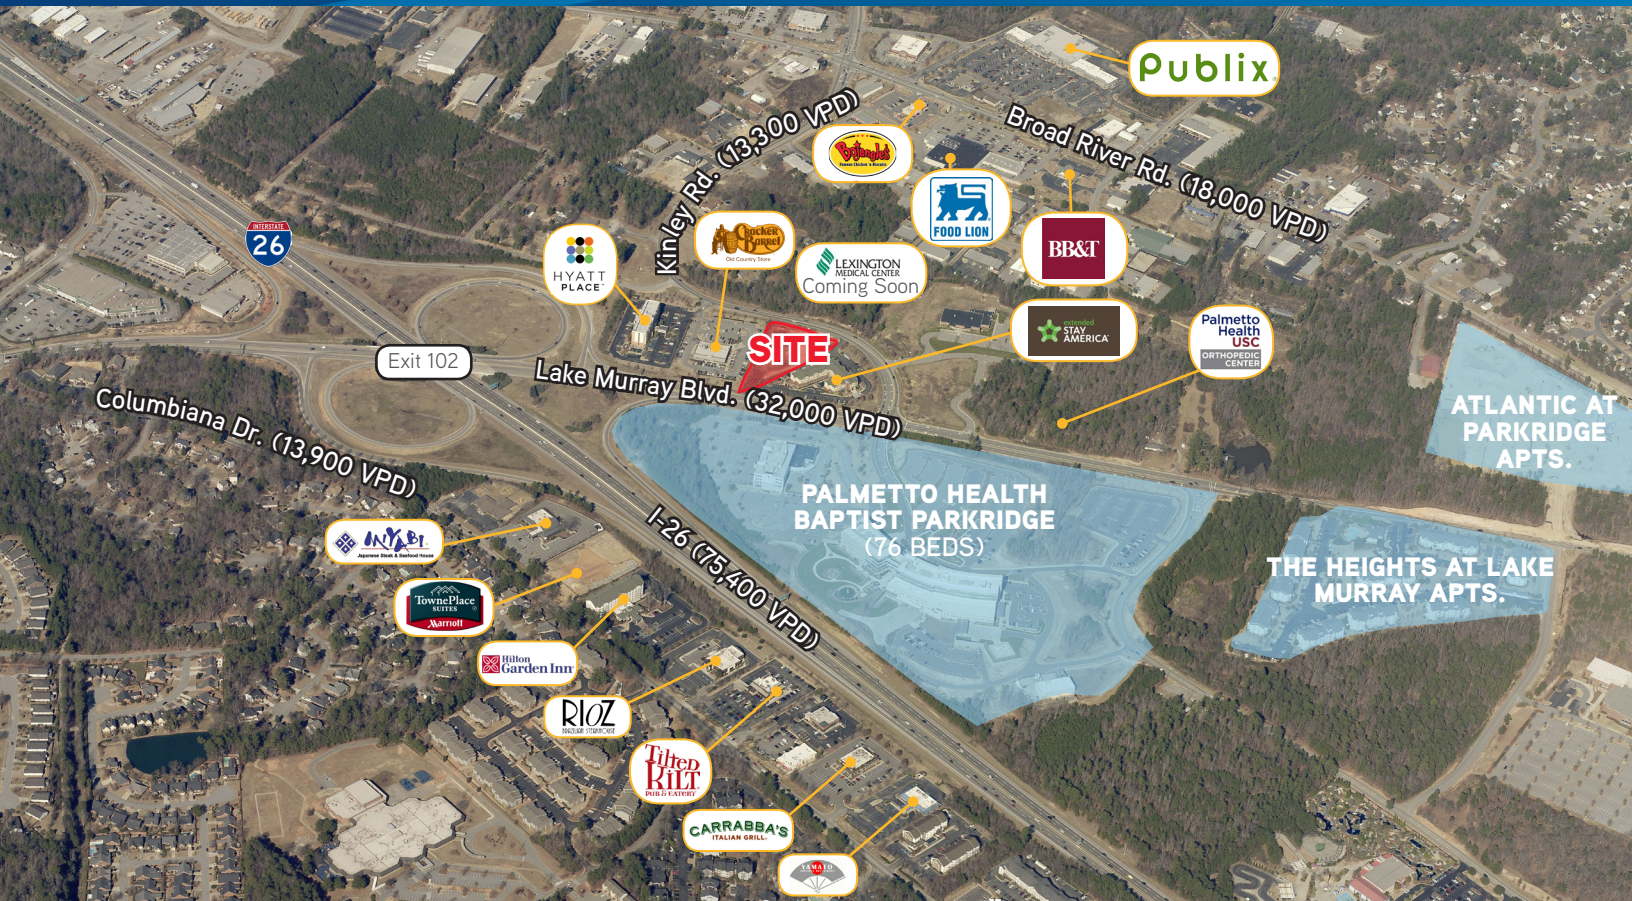 Publix
Kinley Rd. (13,300 VPD)
Broad River Rd. (18,000 VPD)
Bojangles'
Famous Chicken 'n Biscuits
FOOD LION
BB&T
INTERSTATE
26
HYATT
PLACE
Cracker
Barrel
Old Country Store
LEXINGTON
MEDICAL CENTER
Coming Soon
extended
STAY
AMERICA
Palmetto
Health
USC
ORTHOPEDIC
CENTER
SITE
Exit 102
Lake Murray Blvd. (32,000 VPD)
Columbiana Dr. (13,900 VPD)
ATLANTIC AT
PARKRIDGE
APTS.
PALMETTO HEALTH
BAPTIST PARKRIDGE
(76 BEDS)
I-26 (75,400 VPD)
THE HEIGHTS AT LAKE
MURRAY APTS.
INYABI
Japanese Steak & Seafood House
TownePlace
SUITES
Marriott
Hilton
Garden Inn
RIOZ
BRAZILIAN STEAKHOUSE
Tilted
Kilt
PUB & EATERY
CARRABBA'S
ITALIAN GRILL
YAMATO